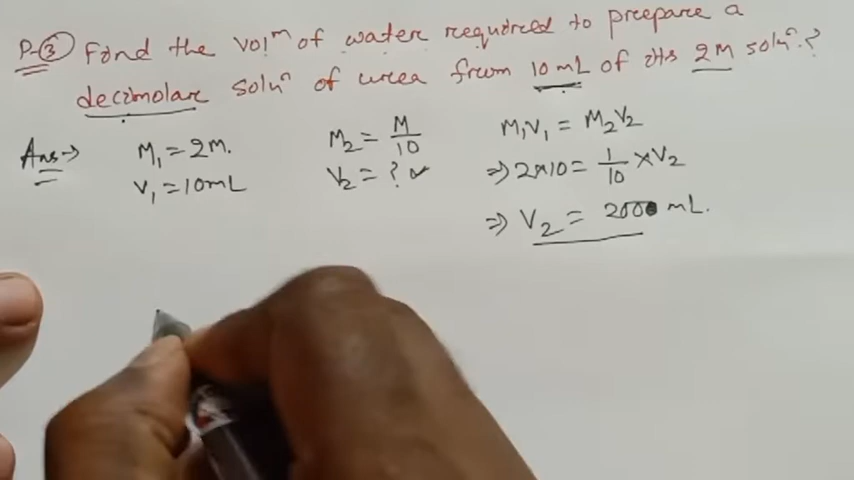 P-③ Find the volᵐ of water required to prepare a
decimolar solⁿ of urea from 10 mL of its 2M solⁿ.?
Ans→ M₁ = 2M. M₂ = M/10 M₁V₁ = M₂V₂
V₁ = 10mL V₂ = ? ⇒ 2×10 = 1/10 × V₂
⇒ V₂ = 200 mL.